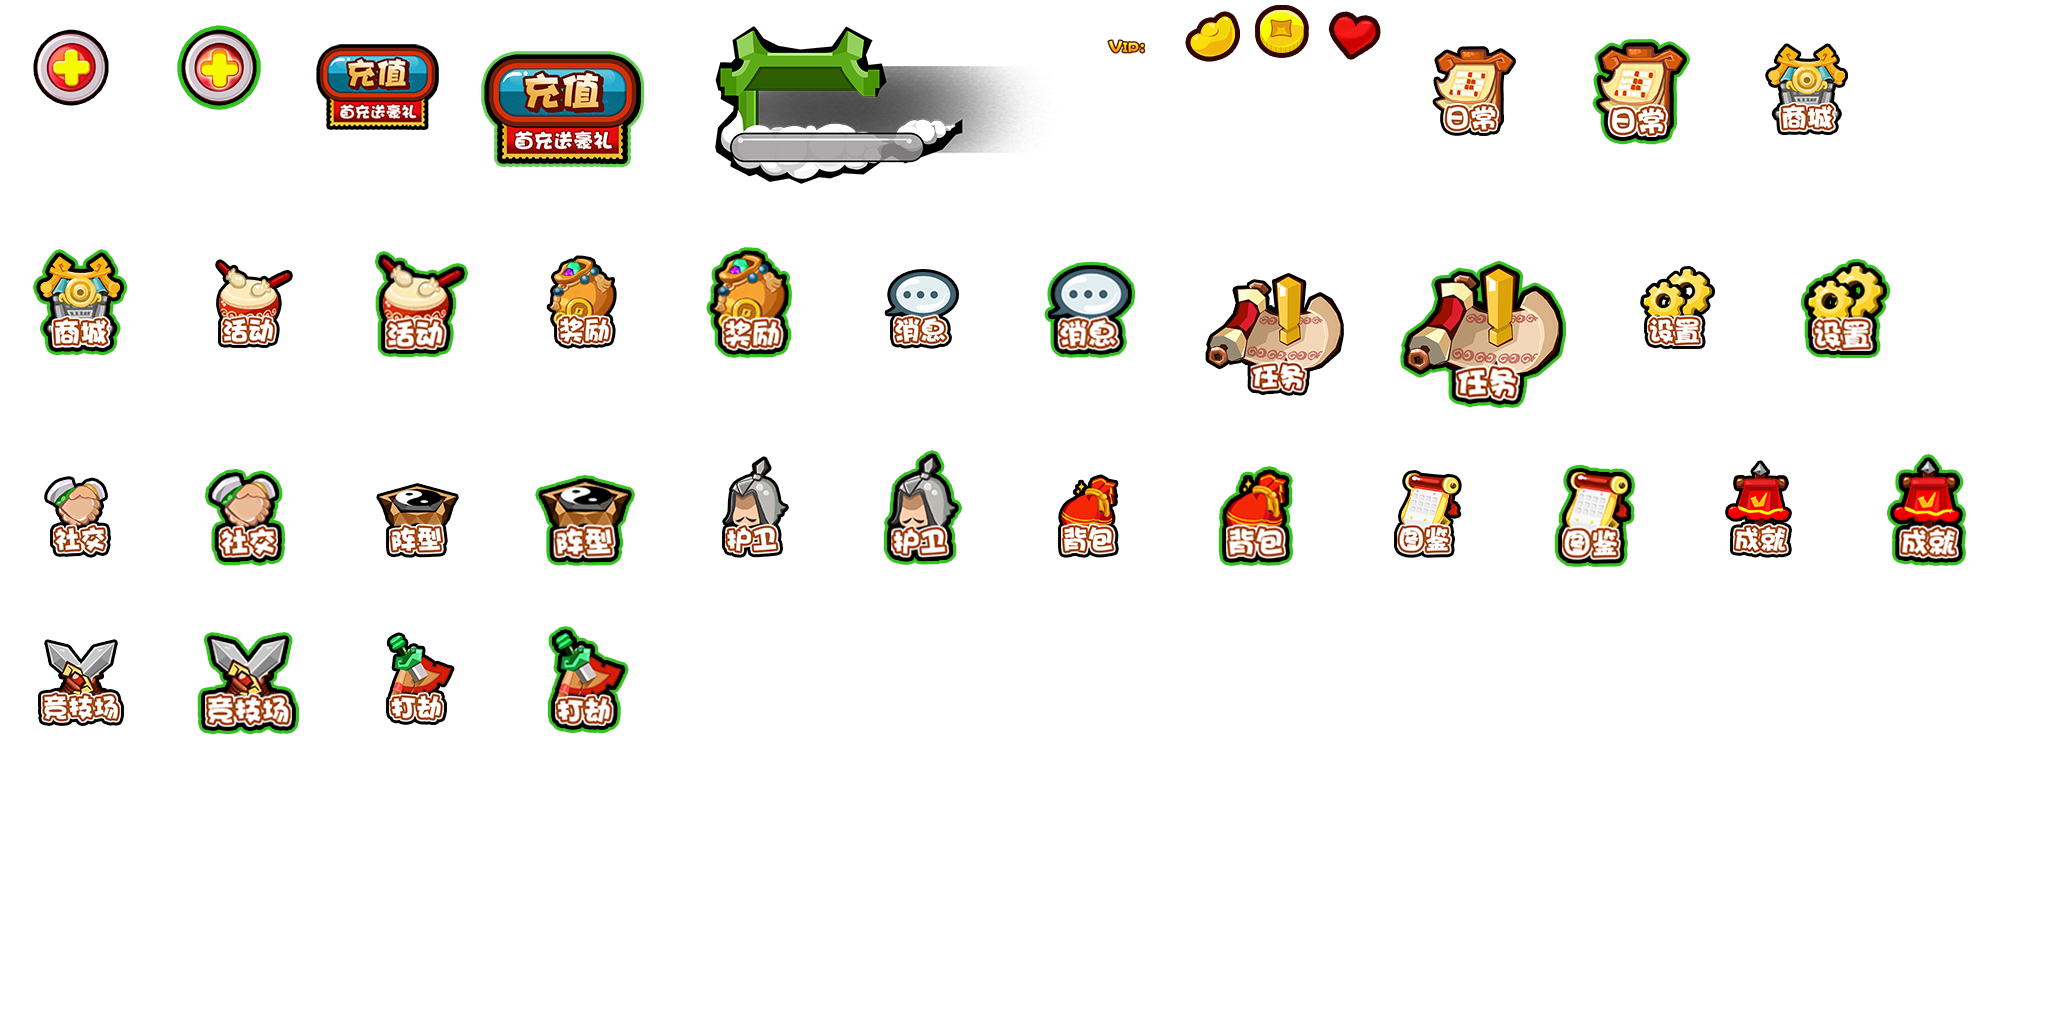 充值
首充送豪礼
充值
首充送豪礼
VID:
日常
日常
商城
商城
活动
活动
奖励
奖励
消息
消息
任务
任务
设置
设置
社交
社交
阵型
阵型
护卫
护卫
背包
背包
图鉴
图鉴
成就
成就
竞技场
竞技场
打劫
打劫